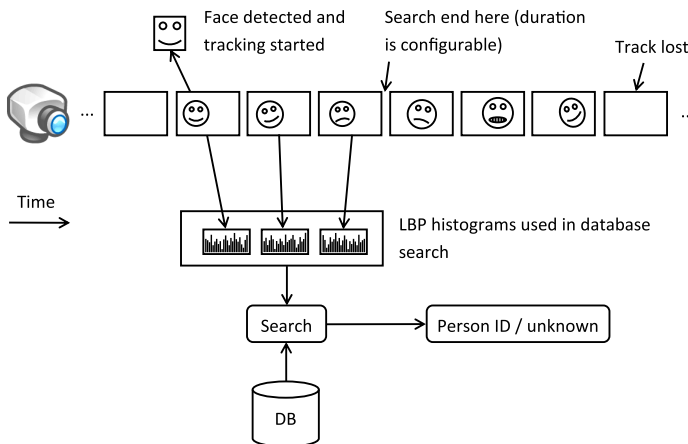 Face detected and
tracking started
Search end here (duration
is configurable)
Track lost
...
...
Time
LBP histograms used in database
search
Search
Person ID / unknown
DB